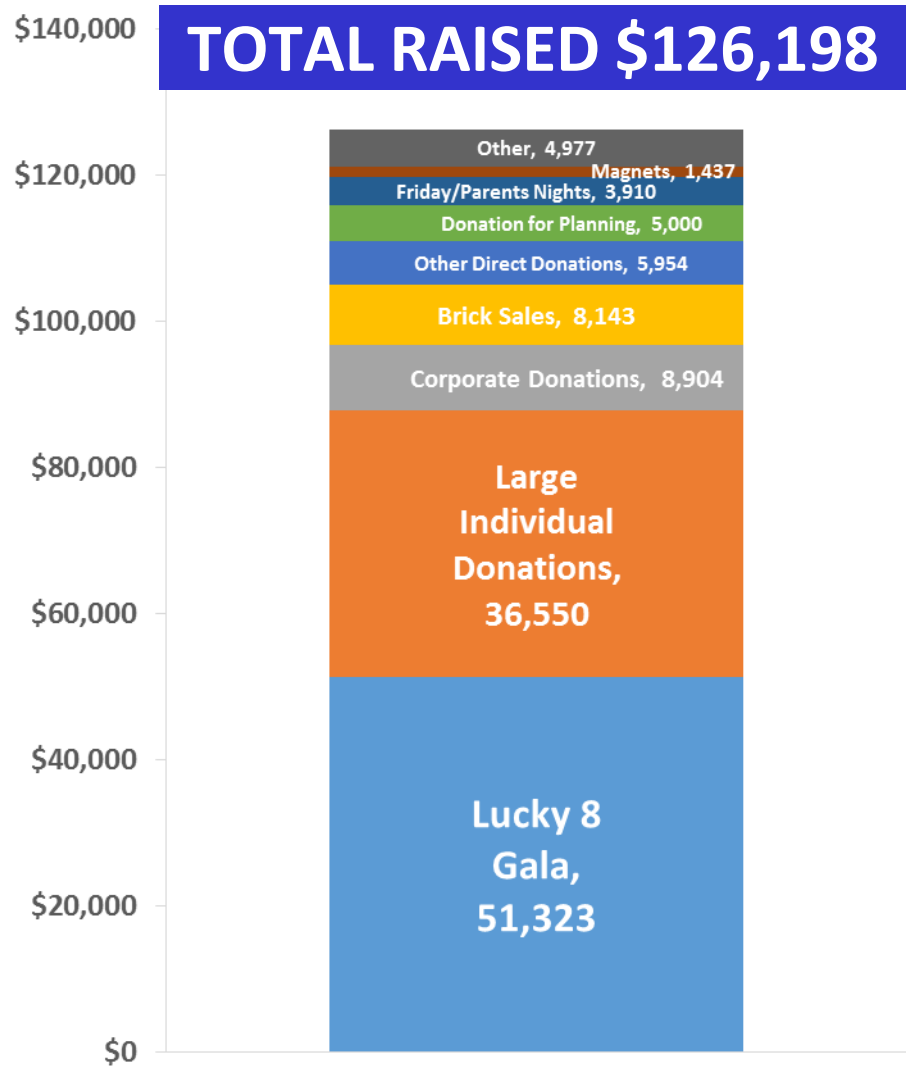 $140,000
TOTAL RAISED $126,198
Other, 4,977
$120,000
Magnets, 1,437
Friday/Parents Nights, 3,910
Donation for Planning, 5,000
Other Direct Donations, 5,954
$100,000
Brick Sales, 8,143
Corporate Donations, 8,904
$80,000
Large
Individual
Donations,
36,550
$60,000
$40,000
Lucky 8
Gala,
51,323
$20,000
$0